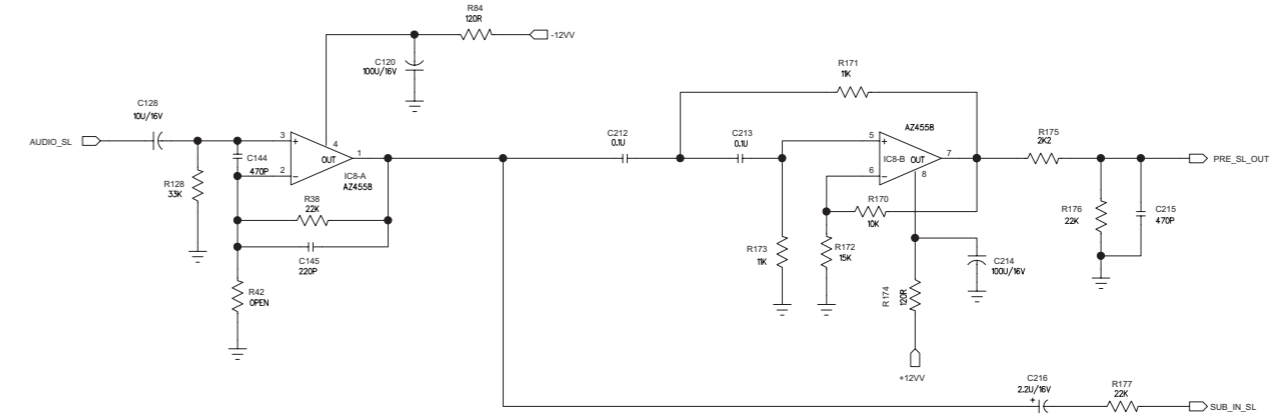 R84
120R
-12VV
C120
100U/16V
R171
11K
C128
10U/16V
AUDIO_SL
3
+
4
C144
470P
2
−
OUT
1
IC8-A
AZ4558
R128
33K
R38
22K
C145
220P
R42
OPEN
C212
0.1U
C213
0.1U
AZ4558
5
+
IC8-B
OUT
7
6
−
8
R170
10K
R173
11K
R172
15K
R174
120R
C214
100U/16V
+12VV
R175
2K2
PRE_SL_OUT
R176
22K
C215
470P
C216
2.2U/16V
+
R177
22K
SUB_IN_SL